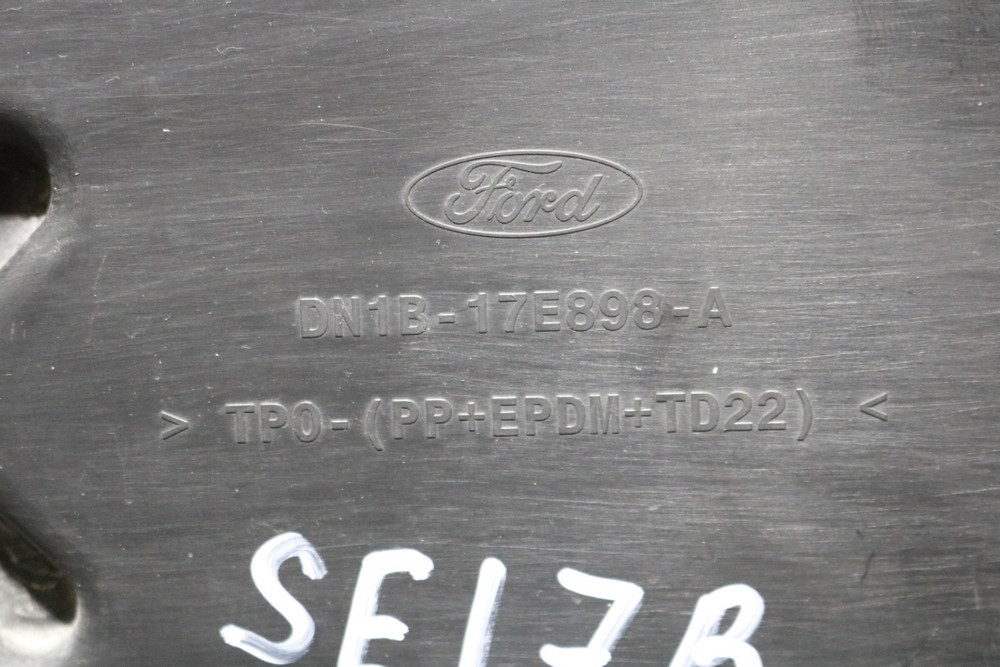 Ford
DN1B-17E898-A
> TPO-(PP+EPDM+TD22) <
SE17B